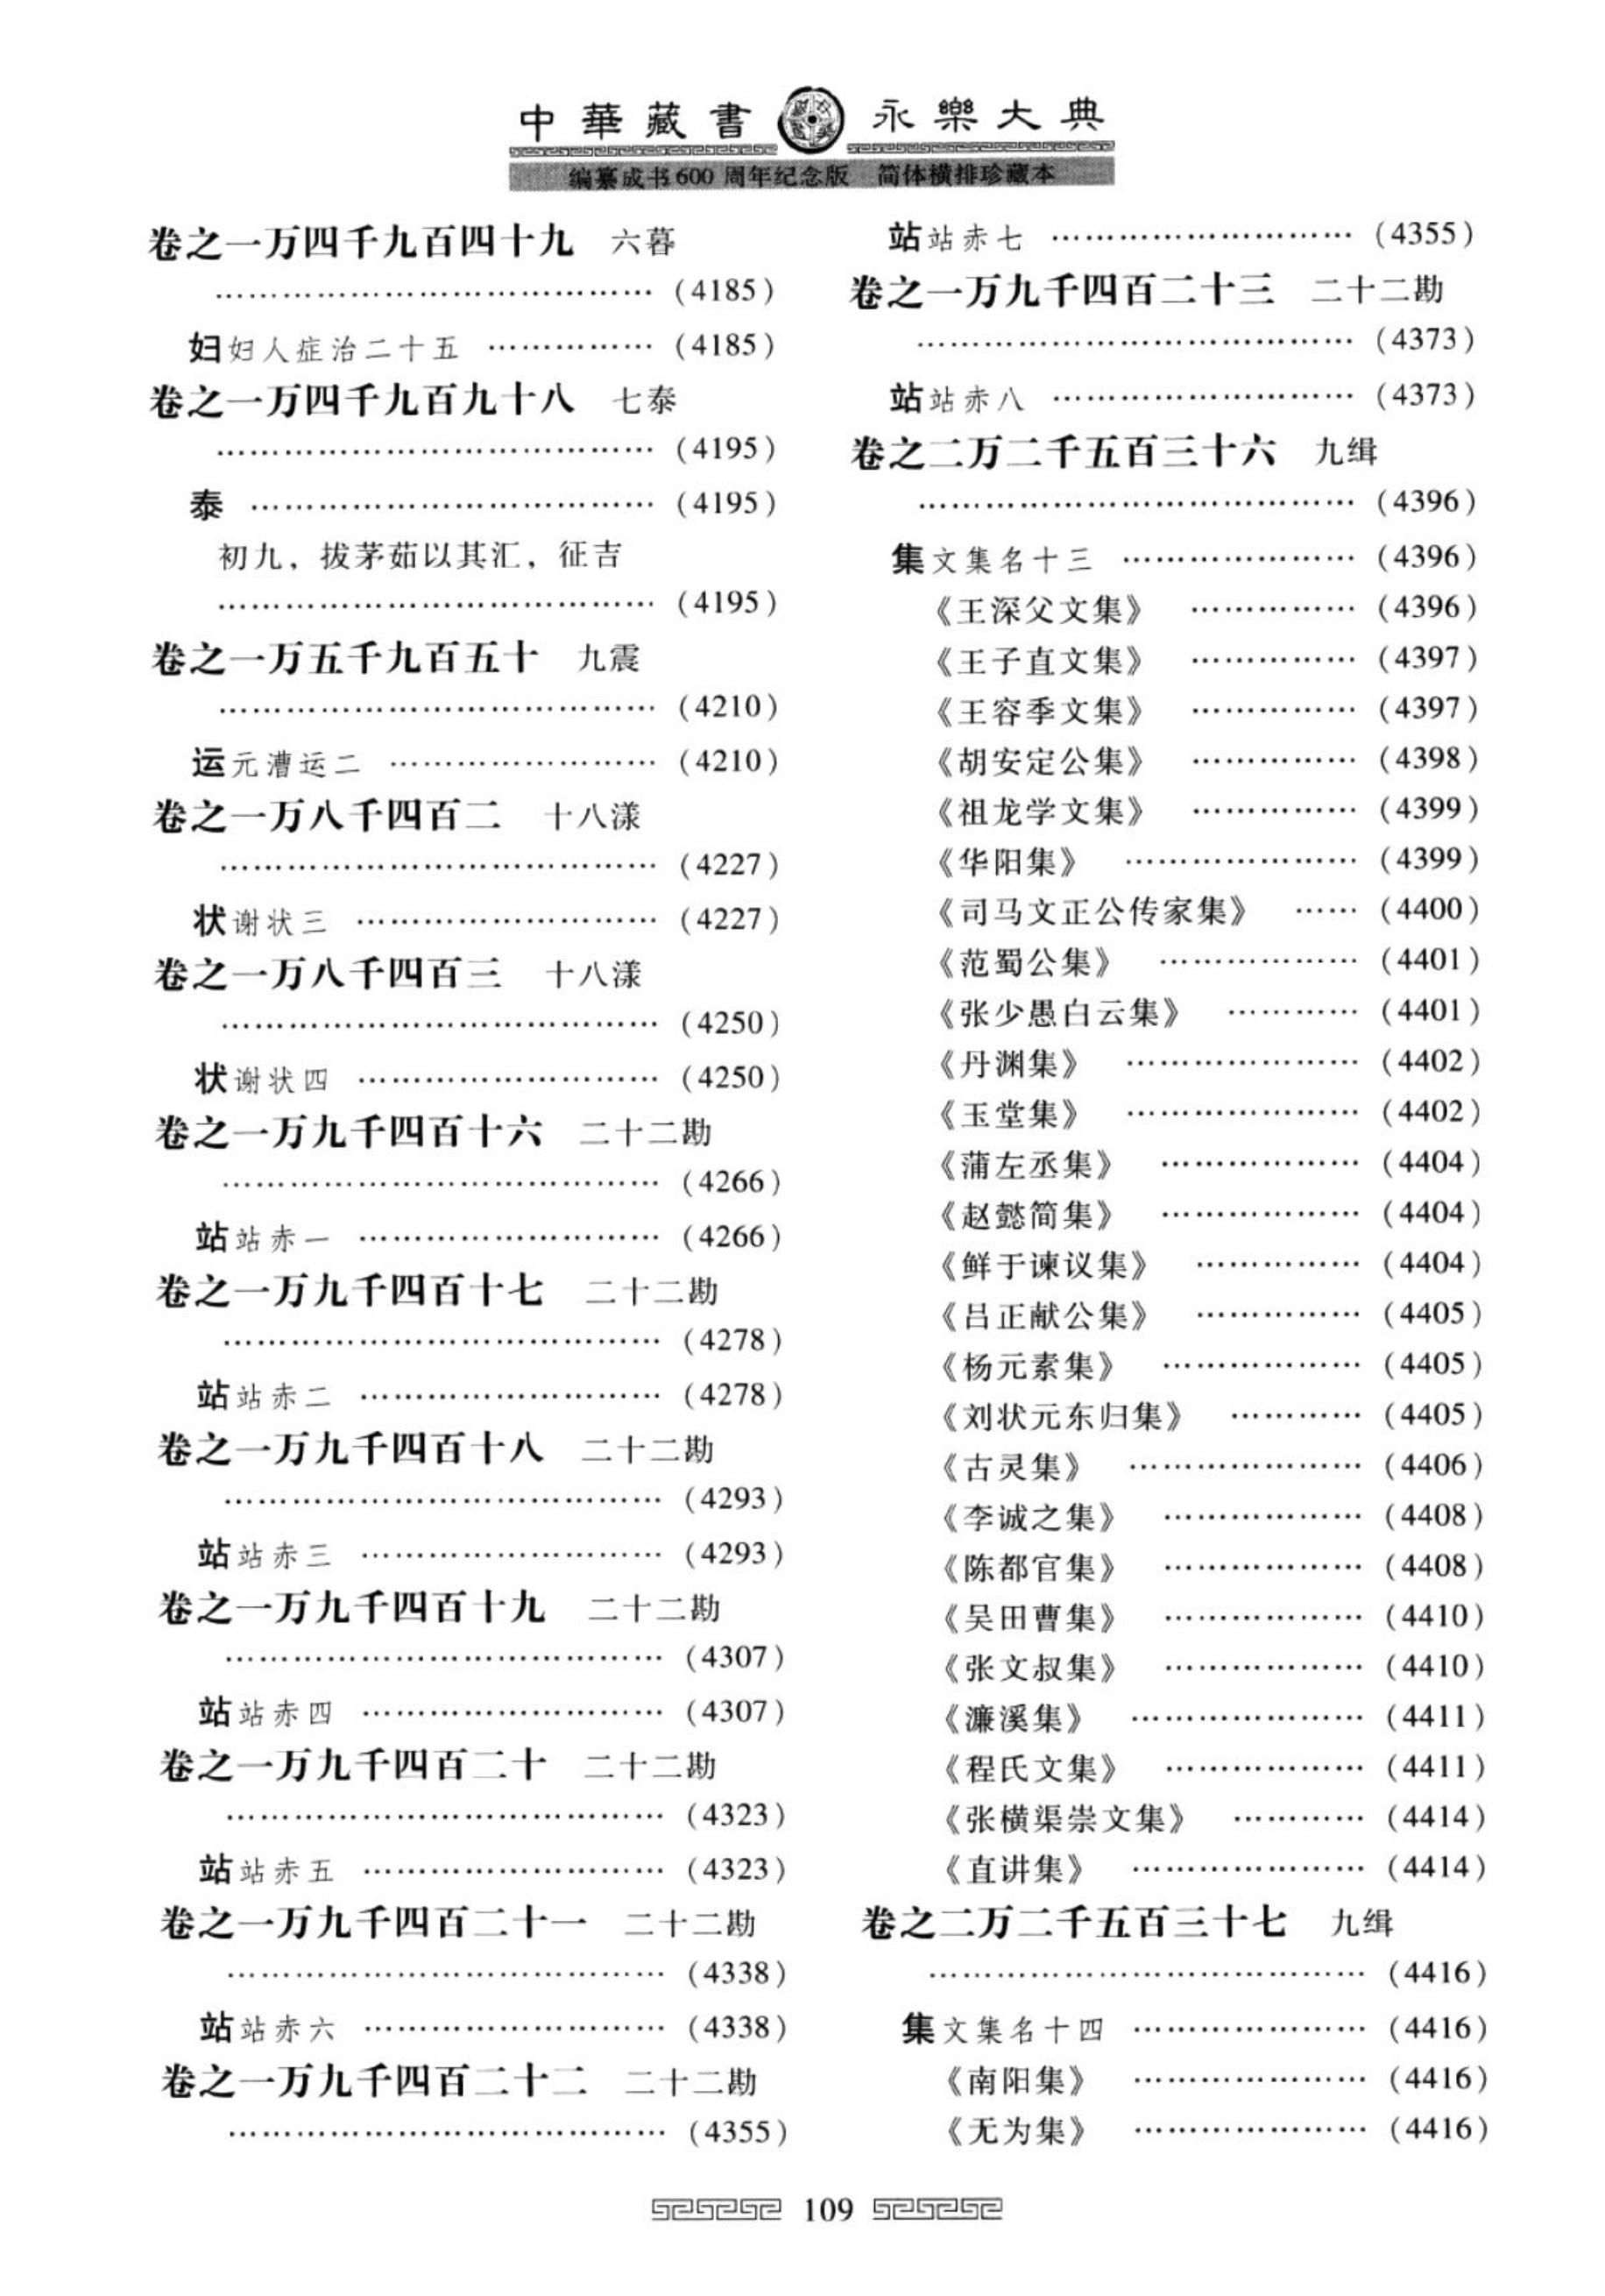 中華藏書 永樂大典
编纂成书600周年纪念版 简体横排珍藏本
卷之一万四千九百四十九 六暮
……………………………………(4185)
妇妇人症治二十五 ……………(4185)
卷之一万四千九百九十八 七泰
……………………………………(4195)
泰 …………………………………(4195)
初九，拔茅茹以其汇，征吉
……………………………………(4195)
卷之一万五千九百五十 九震
……………………………………(4210)
运元漕运二 ……………………(4210)
卷之一万八千四百二 十八漾
……………………………………(4227)
状谢状三 ………………………(4227)
卷之一万八千四百三 十八漾
……………………………………(4250)
状谢状四 ………………………(4250)
卷之一万九千四百十六 二十二勘
……………………………………(4266)
站站赤一 ………………………(4266)
卷之一万九千四百十七 二十二勘
……………………………………(4278)
站站赤二 ………………………(4278)
卷之一万九千四百十八 二十二勘
……………………………………(4293)
站站赤三 ………………………(4293)
卷之一万九千四百十九 二十二勘
……………………………………(4307)
站站赤四 ………………………(4307)
卷之一万九千四百二十 二十二勘
……………………………………(4323)
站站赤五 ………………………(4323)
卷之一万九千四百二十一 二十二勘
……………………………………(4338)
站站赤六 ………………………(4338)
卷之一万九千四百二十二 二十二勘
……………………………………(4355)
站站赤七 ………………………(4355)
卷之一万九千四百二十三 二十二勘
……………………………………(4373)
站站赤八 ………………………(4373)
卷之二万二千五百三十六 九缉
……………………………………(4396)
集文集名十三 …………………(4396)
《王深父文集》 ……………(4396)
《王子直文集》 ……………(4397)
《王容季文集》 ……………(4397)
《胡安定公集》 ……………(4398)
《祖龙学文集》 ……………(4399)
《华阳集》 …………………(4399)
《司马文正公传家集》 ……(4400)
《范蜀公集》 ………………(4401)
《张少愚白云集》 …………(4401)
《丹渊集》 …………………(4402)
《玉堂集》 …………………(4402)
《蒲左丞集》 ………………(4404)
《赵懿简集》 ………………(4404)
《鲜于谏议集》 ……………(4404)
《吕正献公集》 ……………(4405)
《杨元素集》 ………………(4405)
《刘状元东归集》 …………(4405)
《古灵集》 …………………(4406)
《李诚之集》 ………………(4408)
《陈都官集》 ………………(4408)
《吴田曹集》 ………………(4410)
《张文叔集》 ………………(4410)
《濂溪集》 …………………(4411)
《程氏文集》 ………………(4411)
《张横渠崇文集》 …………(4414)
《直讲集》 …………………(4414)
卷之二万二千五百三十七 九缉
……………………………………(4416)
集文集名十四 …………………(4416)
《南阳集》 …………………(4416)
《无为集》 …………………(4416)
109